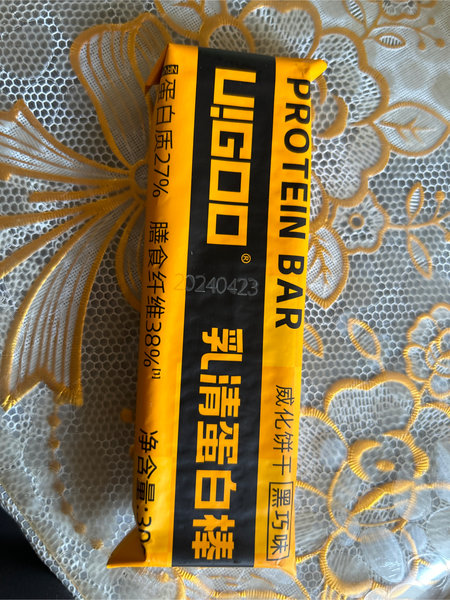 PROTEIN BAR
威化饼干 黑巧味
UiGOO®
乳清蛋白棒
20240423
蛋白质27% 膳食纤维38%[1]
净含量:30